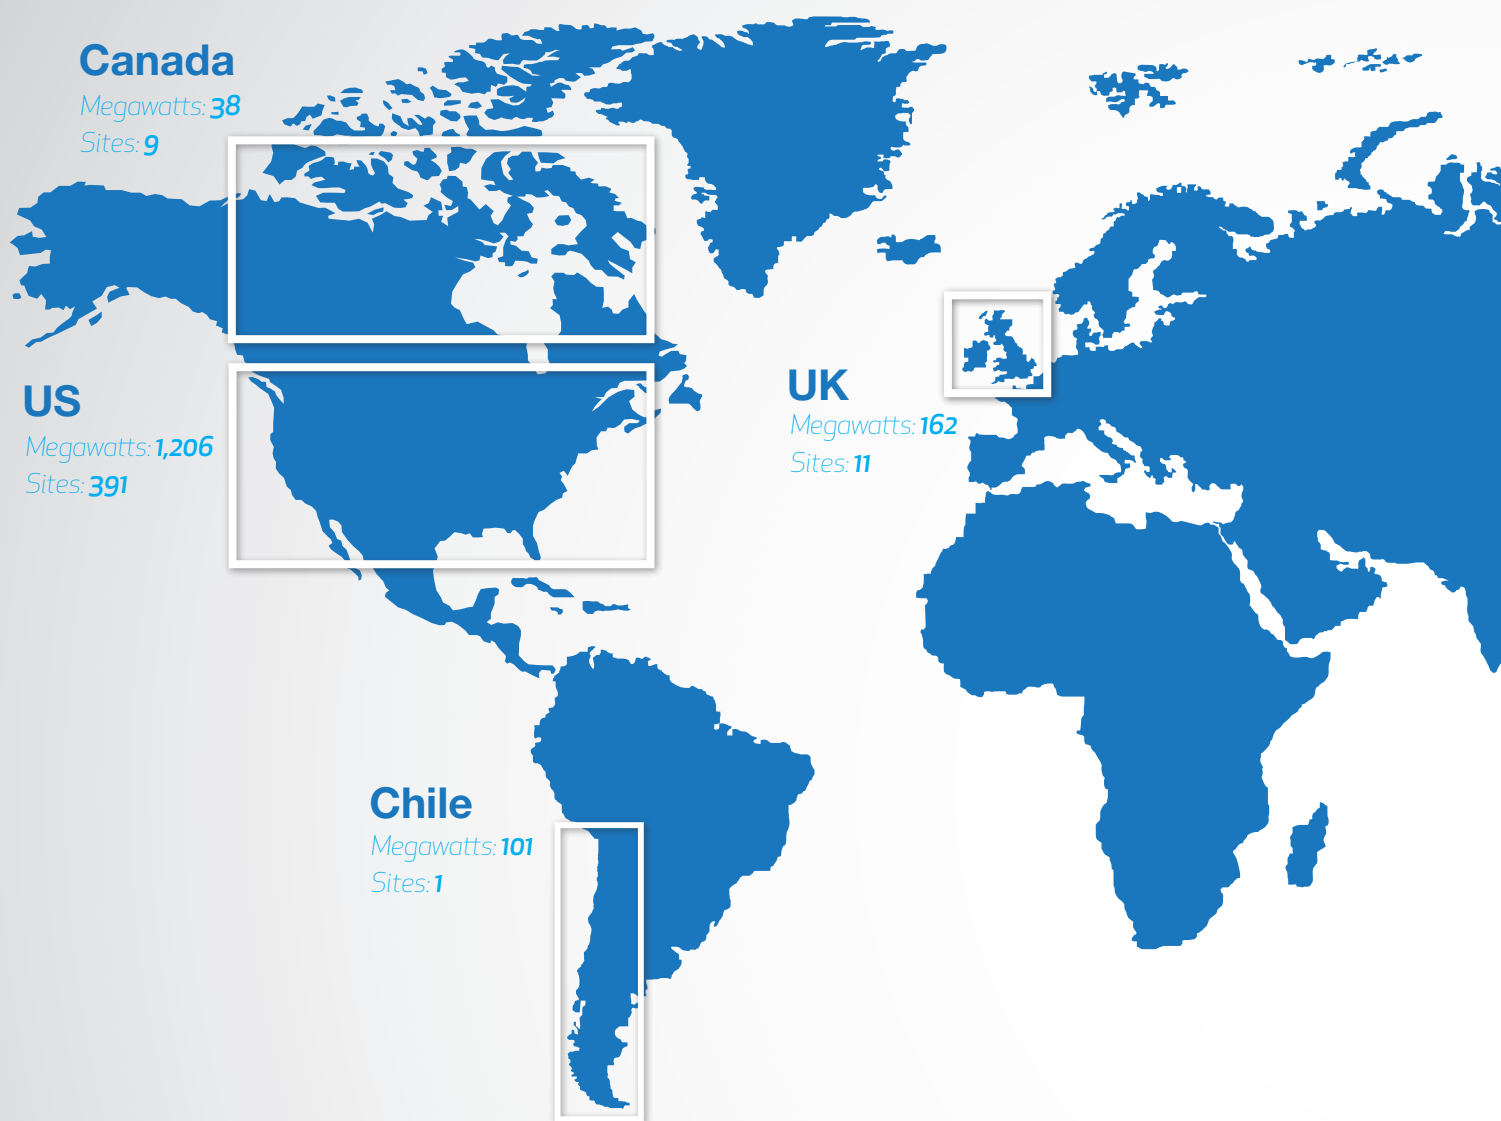 Canada
Megawatts: 38
Sites: 9
US
Megawatts: 1,206
Sites: 391
UK
Megawatts: 162
Sites: 11
Chile
Megawatts: 101
Sites: 1